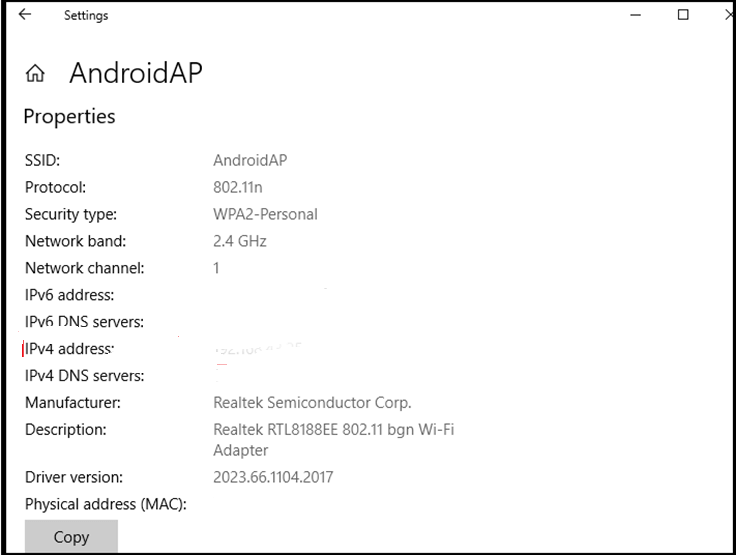 Settings
AndroidAP
Properties
SSID: AndroidAP
Protocol: 802.11n
Security type: WPA2-Personal
Network band: 2.4 GHz
Network channel: 1
IPv6 address:
IPv6 DNS servers:
IPv4 address:
IPv4 DNS servers:
Manufacturer: Realtek Semiconductor Corp.
Description: Realtek RTL8188EE 802.11 bgn Wi-Fi
Adapter
Driver version: 2023.66.1104.2017
Physical address (MAC):
Copy